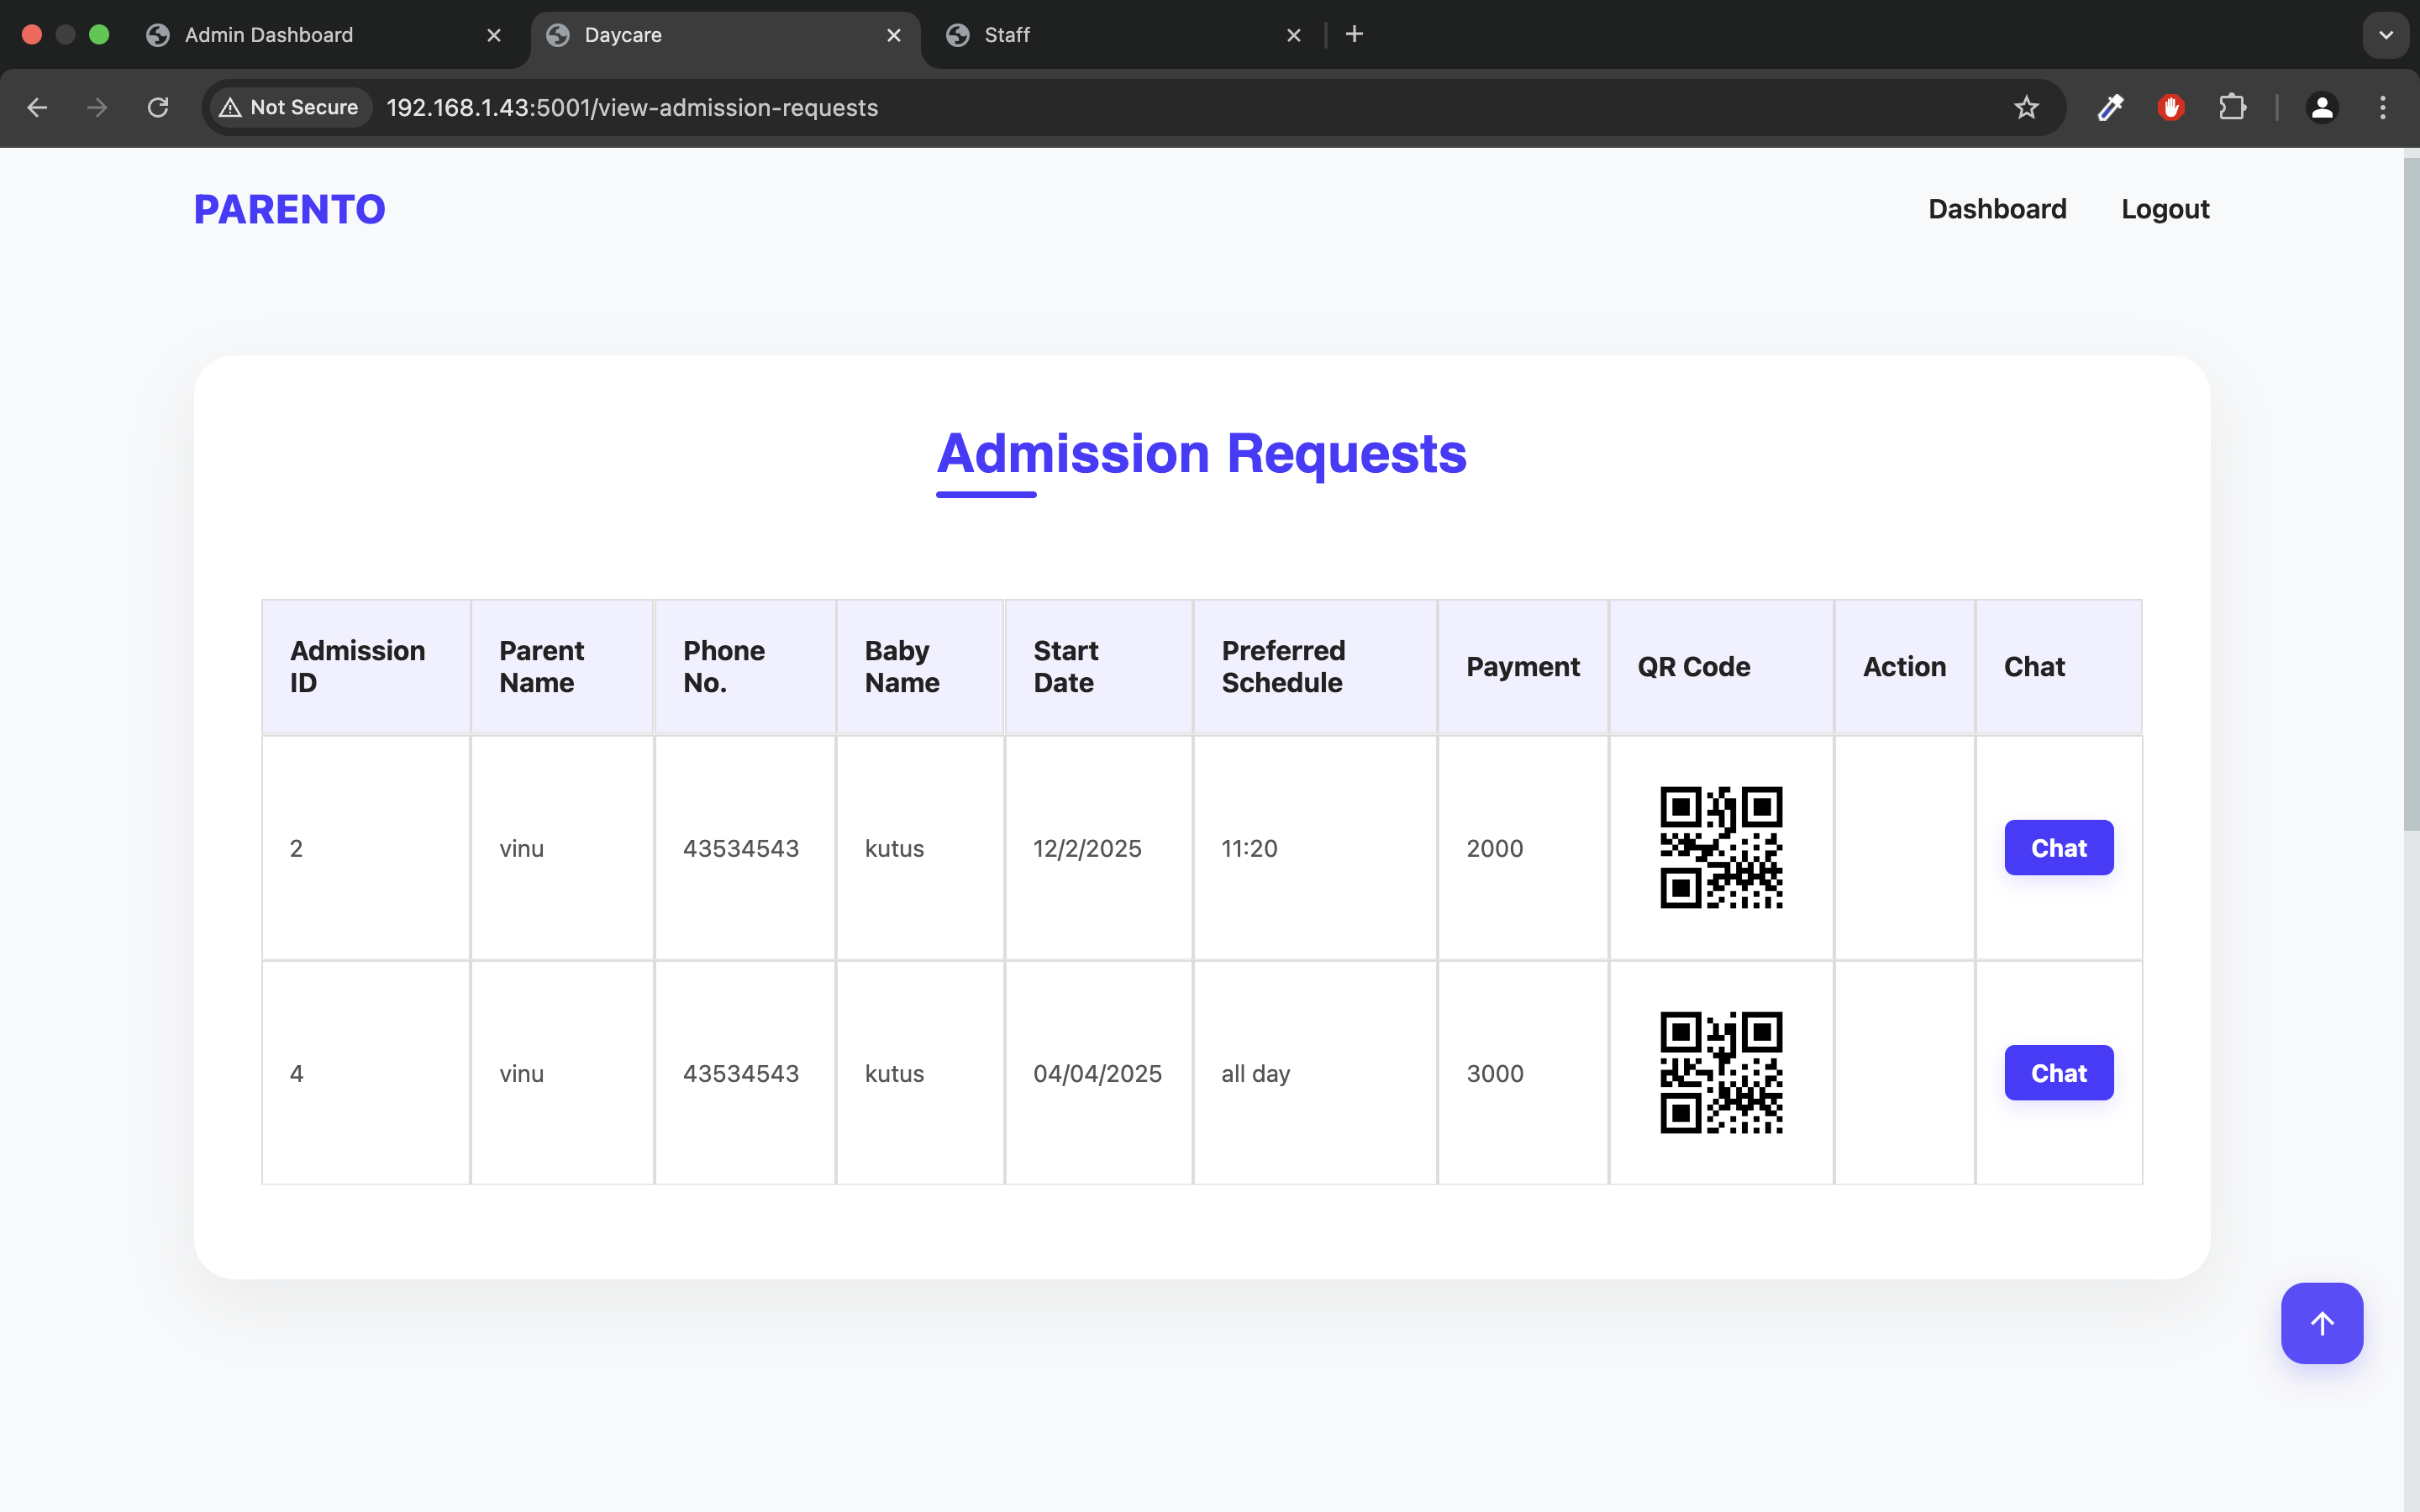 Admin Dashboard
Daycare
Staff
Not Secure
192.168.1.43:5001/view-admission-requests
PARENTO
Dashboard
Logout
Admission Requests
Admission ID
Parent Name
Phone No.
Baby Name
Start Date
Preferred Schedule
Payment
QR Code
Action
Chat
2
vinu
43534543
kutus
12/2/2025
11:20
2000
Chat
4
vinu
43534543
kutus
04/04/2025
all day
3000
Chat